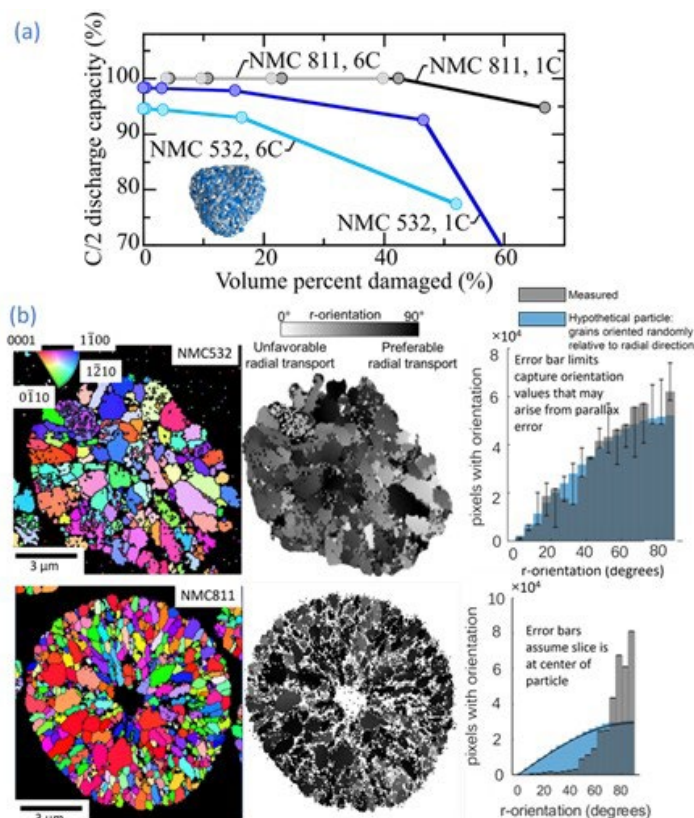 (a)
C/2 discharge capacity (%)
100
90
80
70
NMC 811, 6C
NMC 811, 1C
NMC 532, 6C
NMC 532, 1C
0
20
40
60
Volume percent damaged (%)
(b)
0001
11̅00
12̅10
01̅10
NMC532
3 μm
0°
r-orientation
90°
Unfavorable
radial transport
Preferable
radial transport
Measured
Hypothetical particle:
grains oriented randomly
relative to radial direction
×10⁴
Error bar limits
capture orientation
values that may
arise from parallax
error
pixels with orientation
8
6
4
2
0
0
20
40
60
80
r-orientation (degrees)
NMC811
3 μm
×10⁴
Error bars
assume slice is
at center of
particle
pixels with orientation
10
8
6
4
2
0
0
20
40
60
80
r-orientation (degrees)